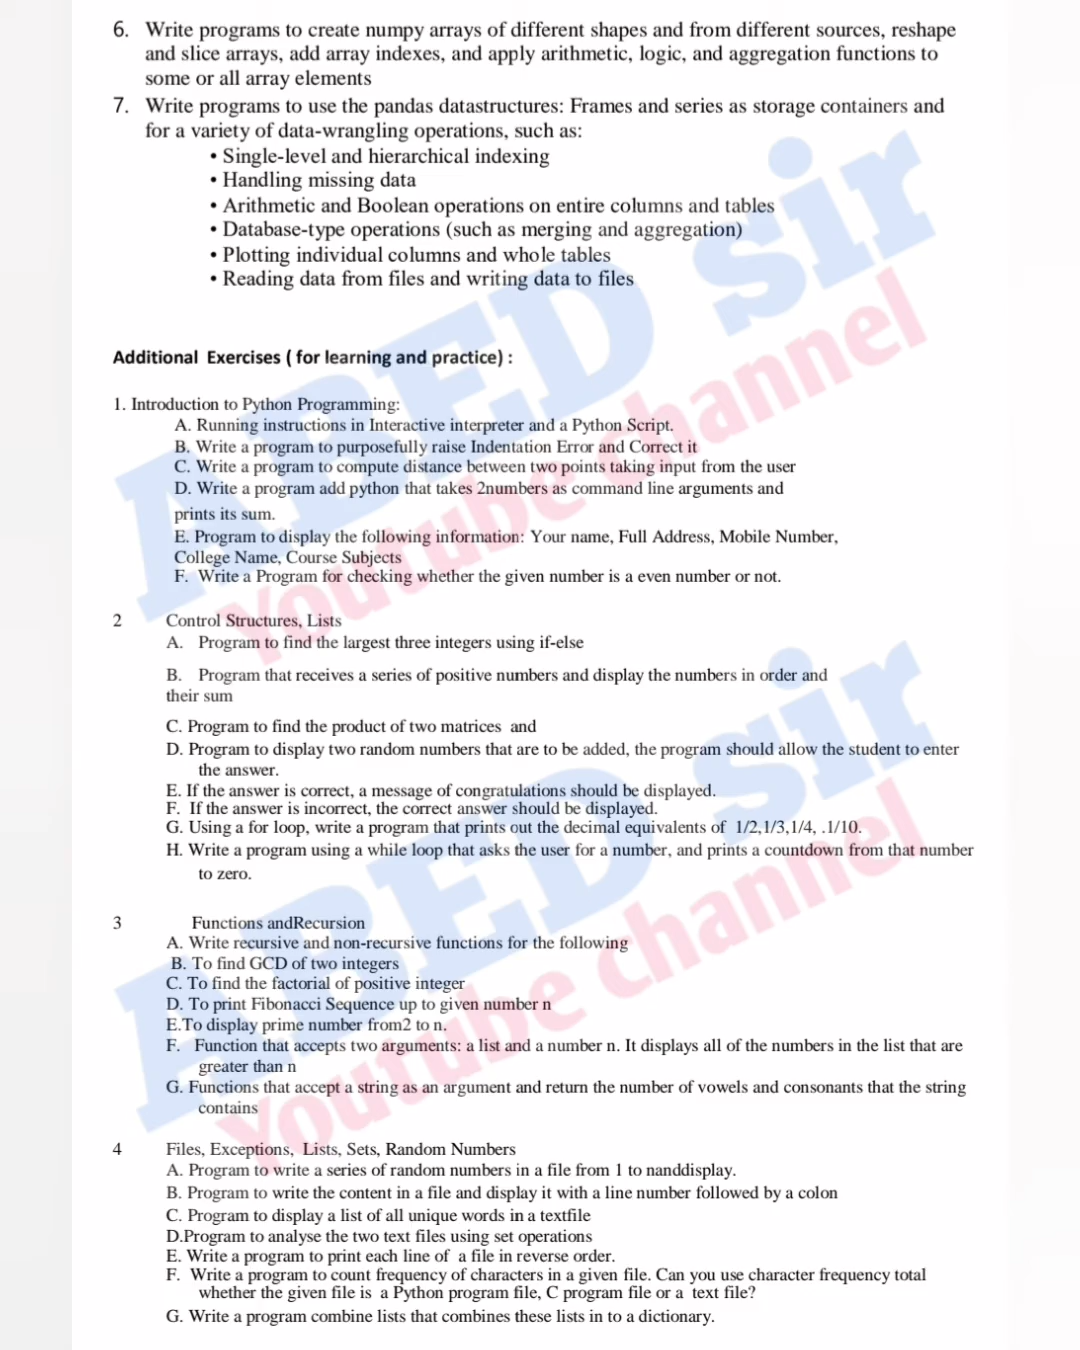 6. Write programs to create numpy arrays of different shapes and from different sources, reshape
and slice arrays, add array indexes, and apply arithmetic, logic, and aggregation functions to
some or all array elements
7. Write programs to use the pandas datastructures: Frames and series as storage containers and
for a variety of data-wrangling operations, such as:
• Single-level and hierarchical indexing
• Handling missing data
• Arithmetic and Boolean operations on entire columns and tables
• Database-type operations (such as merging and aggregation)
• Plotting individual columns and whole tables
• Reading data from files and writing data to files
ABED sir
Youtube channel
Additional Exercises ( for learning and practice) :
1. Introduction to Python Programming:
A. Running instructions in Interactive interpreter and a Python Script.
B. Write a program to purposefully raise Indentation Error and Correct it
C. Write a program to compute distance between two points taking input from the user
D. Write a program add python that takes 2numbers as command line arguments and
prints its sum.
E. Program to display the following information: Your name, Full Address, Mobile Number,
College Name, Course Subjects
F. Write a Program for checking whether the given number is a even number or not.
2 Control Structures, Lists
A. Program to find the largest three integers using if-else
B. Program that receives a series of positive numbers and display the numbers in order and
their sum
C. Program to find the product of two matrices and
D. Program to display two random numbers that are to be added, the program should allow the student to enter
the answer.
E. If the answer is correct, a message of congratulations should be displayed.
F. If the answer is incorrect, the correct answer should be displayed.
G. Using a for loop, write a program that prints out the decimal equivalents of 1/2,1/3,1/4, .1/10.
H. Write a program using a while loop that asks the user for a number, and prints a countdown from that number
to zero.
ABED sir
Youtube channel
3 Functions andRecursion
A. Write recursive and non-recursive functions for the following
B. To find GCD of two integers
C. To find the factorial of positive integer
D. To print Fibonacci Sequence up to given number n
E.To display prime number from2 to n.
F. Function that accepts two arguments: a list and a number n. It displays all of the numbers in the list that are
greater than n
G. Functions that accept a string as an argument and return the number of vowels and consonants that the string
contains
4 Files, Exceptions, Lists, Sets, Random Numbers
A. Program to write a series of random numbers in a file from 1 to nanddisplay.
B. Program to write the content in a file and display it with a line number followed by a colon
C. Program to display a list of all unique words in a textfile
D.Program to analyse the two text files using set operations
E. Write a program to print each line of a file in reverse order.
F. Write a program to count frequency of characters in a given file. Can you use character frequency total
whether the given file is a Python program file, C program file or a text file?
G. Write a program combine lists that combines these lists in to a dictionary.